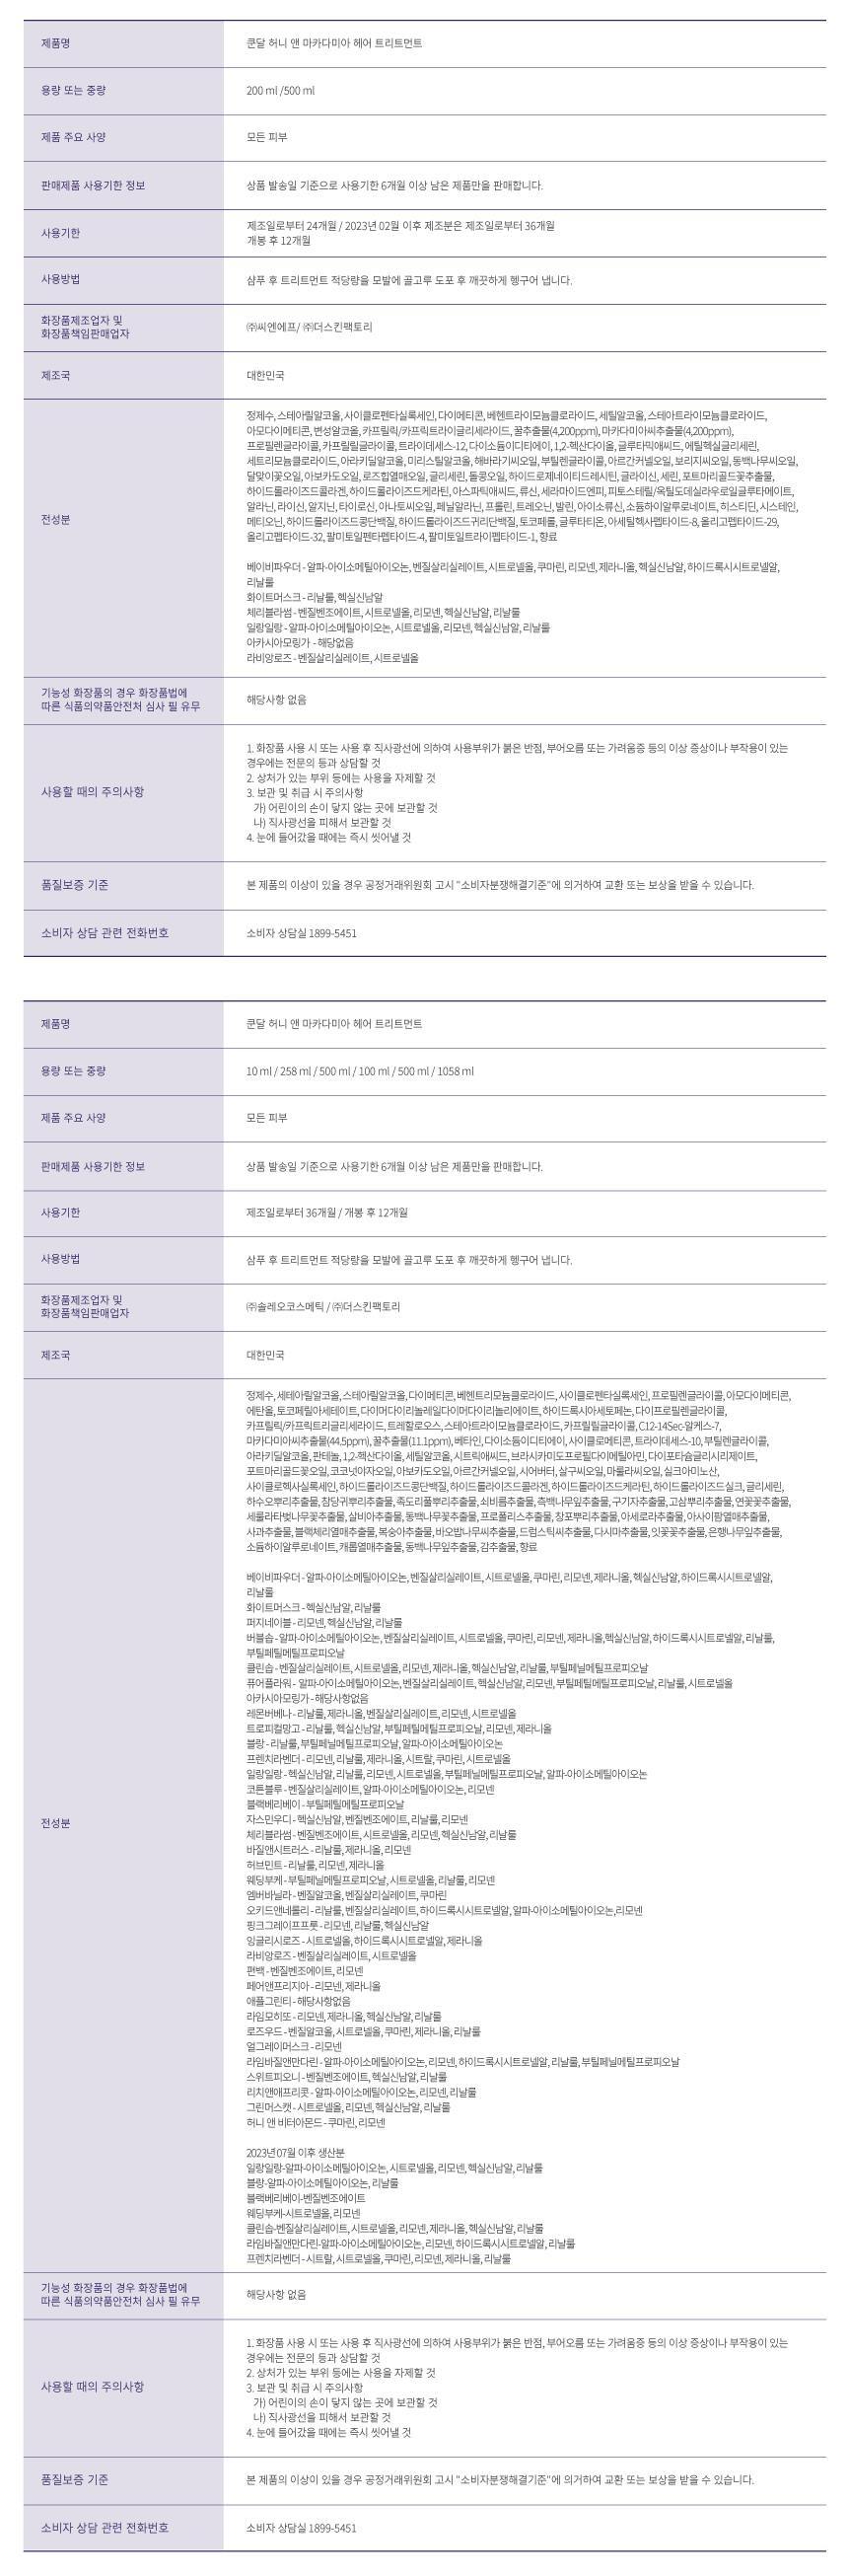 제품명
쿤달 허니 앤 마카다미아 헤어 트리트먼트
용량 또는 중량
200 ml /500 ml
제품 주요 사양
모든 피부
판매제품 사용기한 정보
상품 발송일 기준으로 사용기한 6개월 이상 남은 제품만을 판매합니다.
사용기한
제조일로부터 24개월 / 2023년 02월 이후 제조분은 제조일로부터 36개월
개봉 후 12개월
사용방법
샴푸 후 트리트먼트 적당량을 모발에 골고루 도포 후 깨끗하게 헹구어 냅니다.
화장품제조업자 및
화장품책임판매업자
㈜씨엔에프/ ㈜더스킨팩토리
제조국
대한민국
전성분
정제수, 스테아릴알코올, 사이클로펜타실록세인, 다이메티콘, 베헨트라이모늄클로라이드, 세틸알코올, 스테아트라이모늄클로라이드,
아모다이메티콘, 변성알코올, 카프릴릭/카프릭트라이글리세라이드, 꿀추출물(4,200ppm), 마카다미아씨추출물(4,200ppm),
프로필렌글라이콜, 카프릴릴글라이콜, 트라이데세스-12, 다이소듐이디티에이, 1,2-헥산다이올, 글루타믹애씨드, 에틸헥실글리세린,
세트리모늄클로라이드, 아라키딜알코올, 미리스틸알코올, 해바라기씨오일, 부틸렌글라이콜, 아르간커넬오일, 보리지씨오일, 동백나무씨오일,
달맞이꽃오일, 아보카도오일, 로즈힙열매오일, 글리세린, 돌콩오일, 하이드로제네이티드레시틴, 글라이신, 세린, 포트마리골드꽃추출물,
하이드롤라이즈드콜라겐, 하이드롤라이즈드케라틴, 아스파틱애씨드, 류신, 세라마이드엔피, 피토스테릴/옥틸도데실라우로일글루타메이트,
알라닌, 라이신, 알지닌, 타이로신, 아나토씨오일, 페닐알라닌, 프롤린, 트레오닌, 발린, 아이소류신, 소듐하이알루로네이트, 히스티딘, 시스테인,
메티오닌, 하이드롤라이즈드콩단백질, 하이드롤라이즈드귀리단백질, 토코페롤, 글루타티온, 아세틸헥사펩타이드-8, 올리고펩타이드-29,
올리고펩타이드-32, 팔미토일펜타펩타이드-4, 팔미토일트라이펩타이드-1, 향료
베이비파우더 - 알파-아이소메틸아이오논, 벤질살리실레이트, 시트로넬올, 쿠마린, 리모넨, 제라니올, 헥실신남알, 하이드록시시트로넬알,
리날룰
화이트머스크 - 리날룰, 헥실신남알
체리블라썸 - 벤질벤조에이트, 시트로넬올, 리모넨, 헥실신남알, 리날룰
일랑일랑 - 알파-아이소메틸아이오논, 시트로넬올, 리모넨, 헥실신남알, 리날룰
아카시아모링가 - 해당없음
라비앙로즈 - 벤질살리실레이트, 시트로넬올
기능성 화장품의 경우 화장품법에
따른 식품의약품안전처 심사 필 유무
해당사항 없음
사용할 때의 주의사항
1. 화장품 사용 시 또는 사용 후 직사광선에 의하여 사용부위가 붉은 반점, 부어오름 또는 가려움증 등의 이상 증상이나 부작용이 있는
경우에는 전문의 등과 상담할 것
2. 상처가 있는 부위 등에는 사용을 자제할 것
3. 보관 및 취급 시 주의사항
가) 어린이의 손이 닿지 않는 곳에 보관할 것
나) 직사광선을 피해서 보관할 것
4. 눈에 들어갔을 때에는 즉시 씻어낼 것
품질보증 기준
본 제품의 이상이 있을 경우 공정거래위원회 고시 "소비자분쟁해결기준"에 의거하여 교환 또는 보상을 받을 수 있습니다.
소비자 상담 관련 전화번호
소비자 상담실 1899-5451
제품명
쿤달 허니 앤 마카다미아 헤어 트리트먼트
용량 또는 중량
10 ml / 258 ml / 500 ml / 100 ml / 500 ml / 1058 ml
제품 주요 사양
모든 피부
판매제품 사용기한 정보
상품 발송일 기준으로 사용기한 6개월 이상 남은 제품만을 판매합니다.
사용기한
제조일로부터 36개월 / 개봉 후 12개월
사용방법
샴푸 후 트리트먼트 적당량을 모발에 골고루 도포 후 깨끗하게 헹구어 냅니다.
화장품제조업자 및
화장품책임판매업자
㈜솔레오코스메틱 / ㈜더스킨팩토리
제조국
대한민국
전성분
정제수, 세테아릴알코올, 스테아릴알코올, 다이메티콘, 베헨트리모늄클로라이드, 사이클로펜타실록세인, 프로필렌글라이콜, 아모다이메티콘,
에탄올, 토코페릴아세테이트, 다이머다이리놀레일다이머다이리놀리에이트, 하이드록시아세토페논, 다이프로필렌글라이콜,
카프릴릭/카프릭트리글리세라이드, 트레할로오스, 스테아트라이모늄클로라이드, 카프릴릴글라이콜, C12-14Sec-알케스-7,
마카다미아씨추출물(44.5ppm), 꿀추출물(11.1ppm), 베타인, 다이소듐이디티에이, 사이클로메티콘, 트라이데세스-10, 부틸렌글라이콜,
아라키딜알코올, 판테놀, 1,2-헥산다이올, 세틸알코올, 시트릭애씨드, 브라시카미도프로필다이메틸아민, 다이포타슘글리시리제이트,
포트마리골드꽃오일, 코코넛야자오일, 아보카도오일, 아르간커넬오일, 시어버터, 살구씨오일, 마룰라씨오일, 실크아미노산,
사이클로헥사실록세인, 하이드롤라이즈드콩단백질, 하이드롤라이즈드콜라겐, 하이드롤라이즈드케라틴, 하이드롤라이즈드실크, 글리세린,
하수오뿌리추출물, 참당귀뿌리추출물, 족도리풀뿌리추출물, 쇠비름추출물, 측백나무잎추출물, 구기자추출물, 고삼뿌리추출물, 연꽃꽃추출물,
세룰라타벚나무꽃추출물, 살비아추출물, 동백나무꽃추출물, 프로폴리스추출물, 창포뿌리추출물, 아세로라추출물, 아사이팜열매추출물,
사과추출물, 블랙체리열매추출물, 복숭아추출물, 바오밥나무씨추출물, 드럼스틱씨추출물, 다시마추출물, 잇꽃꽃추출물, 은행나무잎추출물,
소듐하이알루로네이트, 캐롭열매추출물, 동백나무잎추출물, 감추출물, 향료
베이비파우더 - 알파-아이소메틸아이오논, 벤질살리실레이트, 시트로넬올, 쿠마린, 리모넨, 제라니올, 헥실신남알, 하이드록시시트로넬알,
리날룰
화이트머스크 - 헥실신남알, 리날룰
퍼지네이블 - 리모넨, 헥실신남알, 리날룰
버블솝 - 알파-아이소메틸아이오논, 벤질살리실레이트, 시트로넬올, 쿠마린, 리모넨, 제라니올,헥실신남알, 하이드록시시트로넬알, 리날룰,
부틸페틸메틸프로피오날
클린솝 - 벤질살리실레이트, 시트로넬올, 리모넨, 제라니올, 헥실신남알, 리날룰, 부틸페닐메틸프로피오날
퓨어플라워 - 알파-아이소메틸아이오논, 벤질살리실레이트, 헥실신남알, 리모넨, 부틸페틸메틸프로피오날, 리날룰, 시트로넬올
아카시아모링가 - 해당사항없음
레몬버베나 - 리날룰, 제라니올, 벤질살리실레이트, 리모넨, 시트로넬올
트로피컬망고 - 리날룰, 헥실신남알, 부틸페틸메틸프로피오날, 리모넨, 제라니올
블랑 - 리날룰, 부틸페닐메틸프로피오날, 알파-아이소메틸아이오논
프렌치라벤더 - 리모넨, 리날룰, 제라니올, 시트랄, 쿠마린, 시트로넬올
일랑일랑 - 헥실신남알, 리날룰, 리모넨, 시트로넬올, 부틸페닐메틸프로피오날, 알파-아이소메틸아이오논
코튼블루 - 벤질살리실레이트, 알파-아이소메틸아이오논, 리모넨
블랙베리베이 - 부틸페틸메틸프로피오날
자스민우디 - 헥실신남알, 벤질벤조에이트, 리날룰, 리모넨
체리블라썸 - 벤질벤조에이트, 시트로넬올, 리모넨, 헥실신남알, 리날룰
바질앤시트러스 - 리날룰, 제라니올, 리모넨
허브민트 - 리날룰, 리모넨, 제라니올
웨딩부케 - 부틸페닐메틸프로피오날, 시트로넬올, 리날룰, 리모넨
엠버바닐라 - 벤질알코올, 벤질살리실레이트, 쿠마린
오키드앤네롤리 - 리날룰, 벤질살리실레이트, 하이드록시시트로넬알, 알파-아이소메틸아이오논,리모넨
핑크그레이프프룻 - 리모넨, 리날룰, 헥실신남알
잉글리시로즈 - 시트로넬올, 하이드록시시트로넬알, 제라니올
라비앙로즈 - 벤질살리실레이트, 시트로넬올
편백 - 벤질벤조에이트, 리모넨
페어앤프리지아 - 리모넨, 제라니올
애플그린티 - 해당사항없음
라임모히또 - 리모넨, 제라니올, 헥실신남알, 리날룰
로즈우드 - 벤질알코올, 시트로넬올, 쿠마린, 제라니올, 리날룰
얼그레이머스크 - 리모넨
라임바질앤만다린 - 알파-아이소메틸아이오논, 리모넨, 하이드록시시트로넬알, 리날룰, 부틸페닐메틸프로피오날
스위트피오니 - 벤질벤조에이트, 헥실신남알, 리날룰
리치앤애프리콧 - 알파-아이소메틸아이오논, 리모넨, 리날룰
그린머스캣 - 시트로넬올, 리모넨, 헥실신남알, 리날룰
허니 앤 비터아몬드 - 쿠마린, 리모넨
2023년07월 이후 생산분
일랑일랑-알파-아이소메틸아이오논, 시트로넬올, 리모넨, 헥실신남알, 리날룰
블랑-알파-아이소메틸아이오논, 리날룰
블랙베리베이-벤질벤조에이트
웨딩부케-시트로넬올, 리모넨
클린솝-벤질살리실레이트, 시트로넬올, 리모넨, 제라니올, 헥실신남알, 리날룰
라임바질앤만다린-알파-아이소메틸아이오논, 리모넨, 하이드록시시트로넬알, 리날룰
프렌치라벤더 - 시트랄, 시트로넬올, 쿠마린, 리모넨, 제라니올, 리날룰
기능성 화장품의 경우 화장품법에
따른 식품의약품안전처 심사 필 유무
해당사항 없음
사용할 때의 주의사항
1. 화장품 사용 시 또는 사용 후 직사광선에 의하여 사용부위가 붉은 반점, 부어오름 또는 가려움증 등의 이상 증상이나 부작용이 있는
경우에는 전문의 등과 상담할 것
2. 상처가 있는 부위 등에는 사용을 자제할 것
3. 보관 및 취급 시 주의사항
가) 어린이의 손이 닿지 않는 곳에 보관할 것
나) 직사광선을 피해서 보관할 것
4. 눈에 들어갔을 때에는 즉시 씻어낼 것
품질보증 기준
본 제품의 이상이 있을 경우 공정거래위원회 고시 "소비자분쟁해결기준"에 의거하여 교환 또는 보상을 받을 수 있습니다.
소비자 상담 관련 전화번호
소비자 상담실 1899-5451